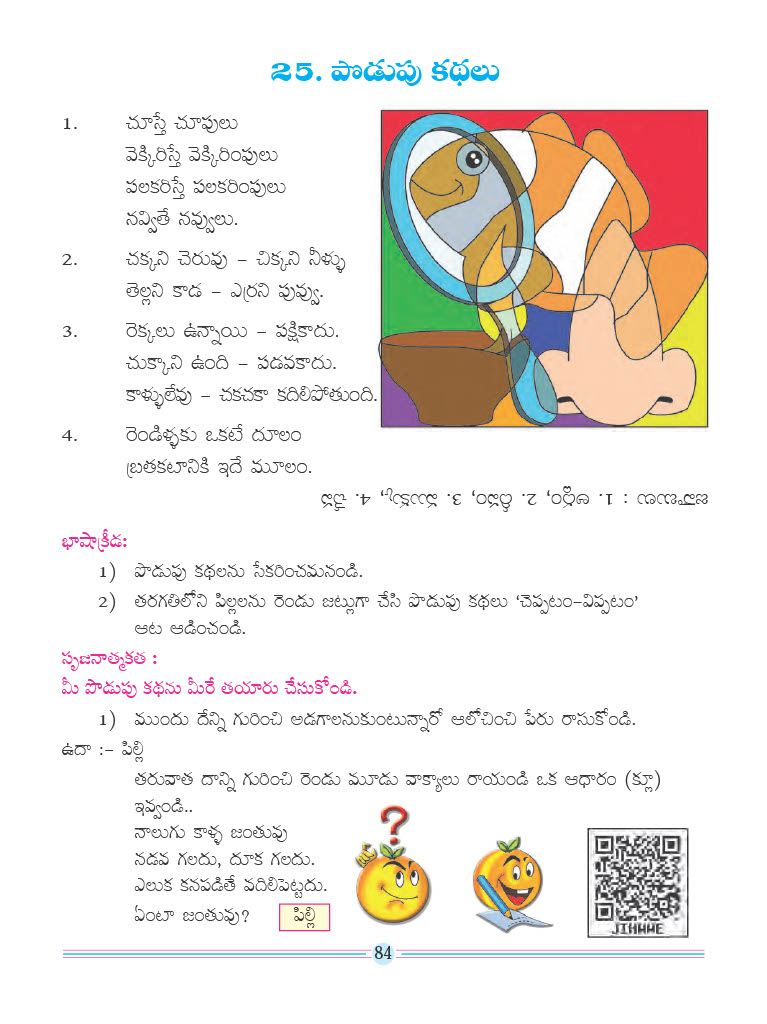 25. పొడుపు కథలు
1. చూస్తే చూపులు
వెక్కిరిస్తే వెక్కిరింపులు
పలకరిస్తే పలకరింపులు
నవ్వితే నవ్వులు.
2. చక్కని చెరువు – చిక్కని నీళ్ళు
తెల్లని కాడ – ఎర్రని పువ్వు.
3. రెక్కలు ఉన్నాయి – పక్షికాదు.
చుక్కాని ఉంది – పడవకాదు.
కాళ్ళులేవు – చకచకా కదిలిపోతుంది.
4. రెండిళ్ళకు ఒకటే దూలం
బ్రతకటానికి ఇదే మూలం.
జవాబులు : 1. అద్దం, 2. దీపం, 3.  4. 
భాషాక్రీడ:
1) పొడుపు కథలను సేకరించమనండి.
2) తరగతిలోని పిల్లలను రెండు జట్లుగా చేసి పొడుపు కథలు ‘చెప్పటం–విప్పటం’
ఆట ఆడించండి.
సృజనాత్మకత :
మీ పొడుపు కథను మీరే తయారు చేసుకోండి.
1) ముందు దేన్ని గురించి అడగాలనుకుంటున్నారో ఆలోచించి పేరు రాసుకోండి.
ఉదా :– పిల్లి
తరువాత దాన్ని గురించి రెండు మూడు వాక్యాలు రాయండి ఒక ఆధారం (క్లూ)
ఇవ్వండి..
నాలుగు కాళ్ళ జంతువు
నడవ గలదు, దూక గలదు.
ఎలుక కనపడితే వదిలిపెట్టదు.
ఏంటా జంతువు? పిల్లి
?
JIHWWE
84